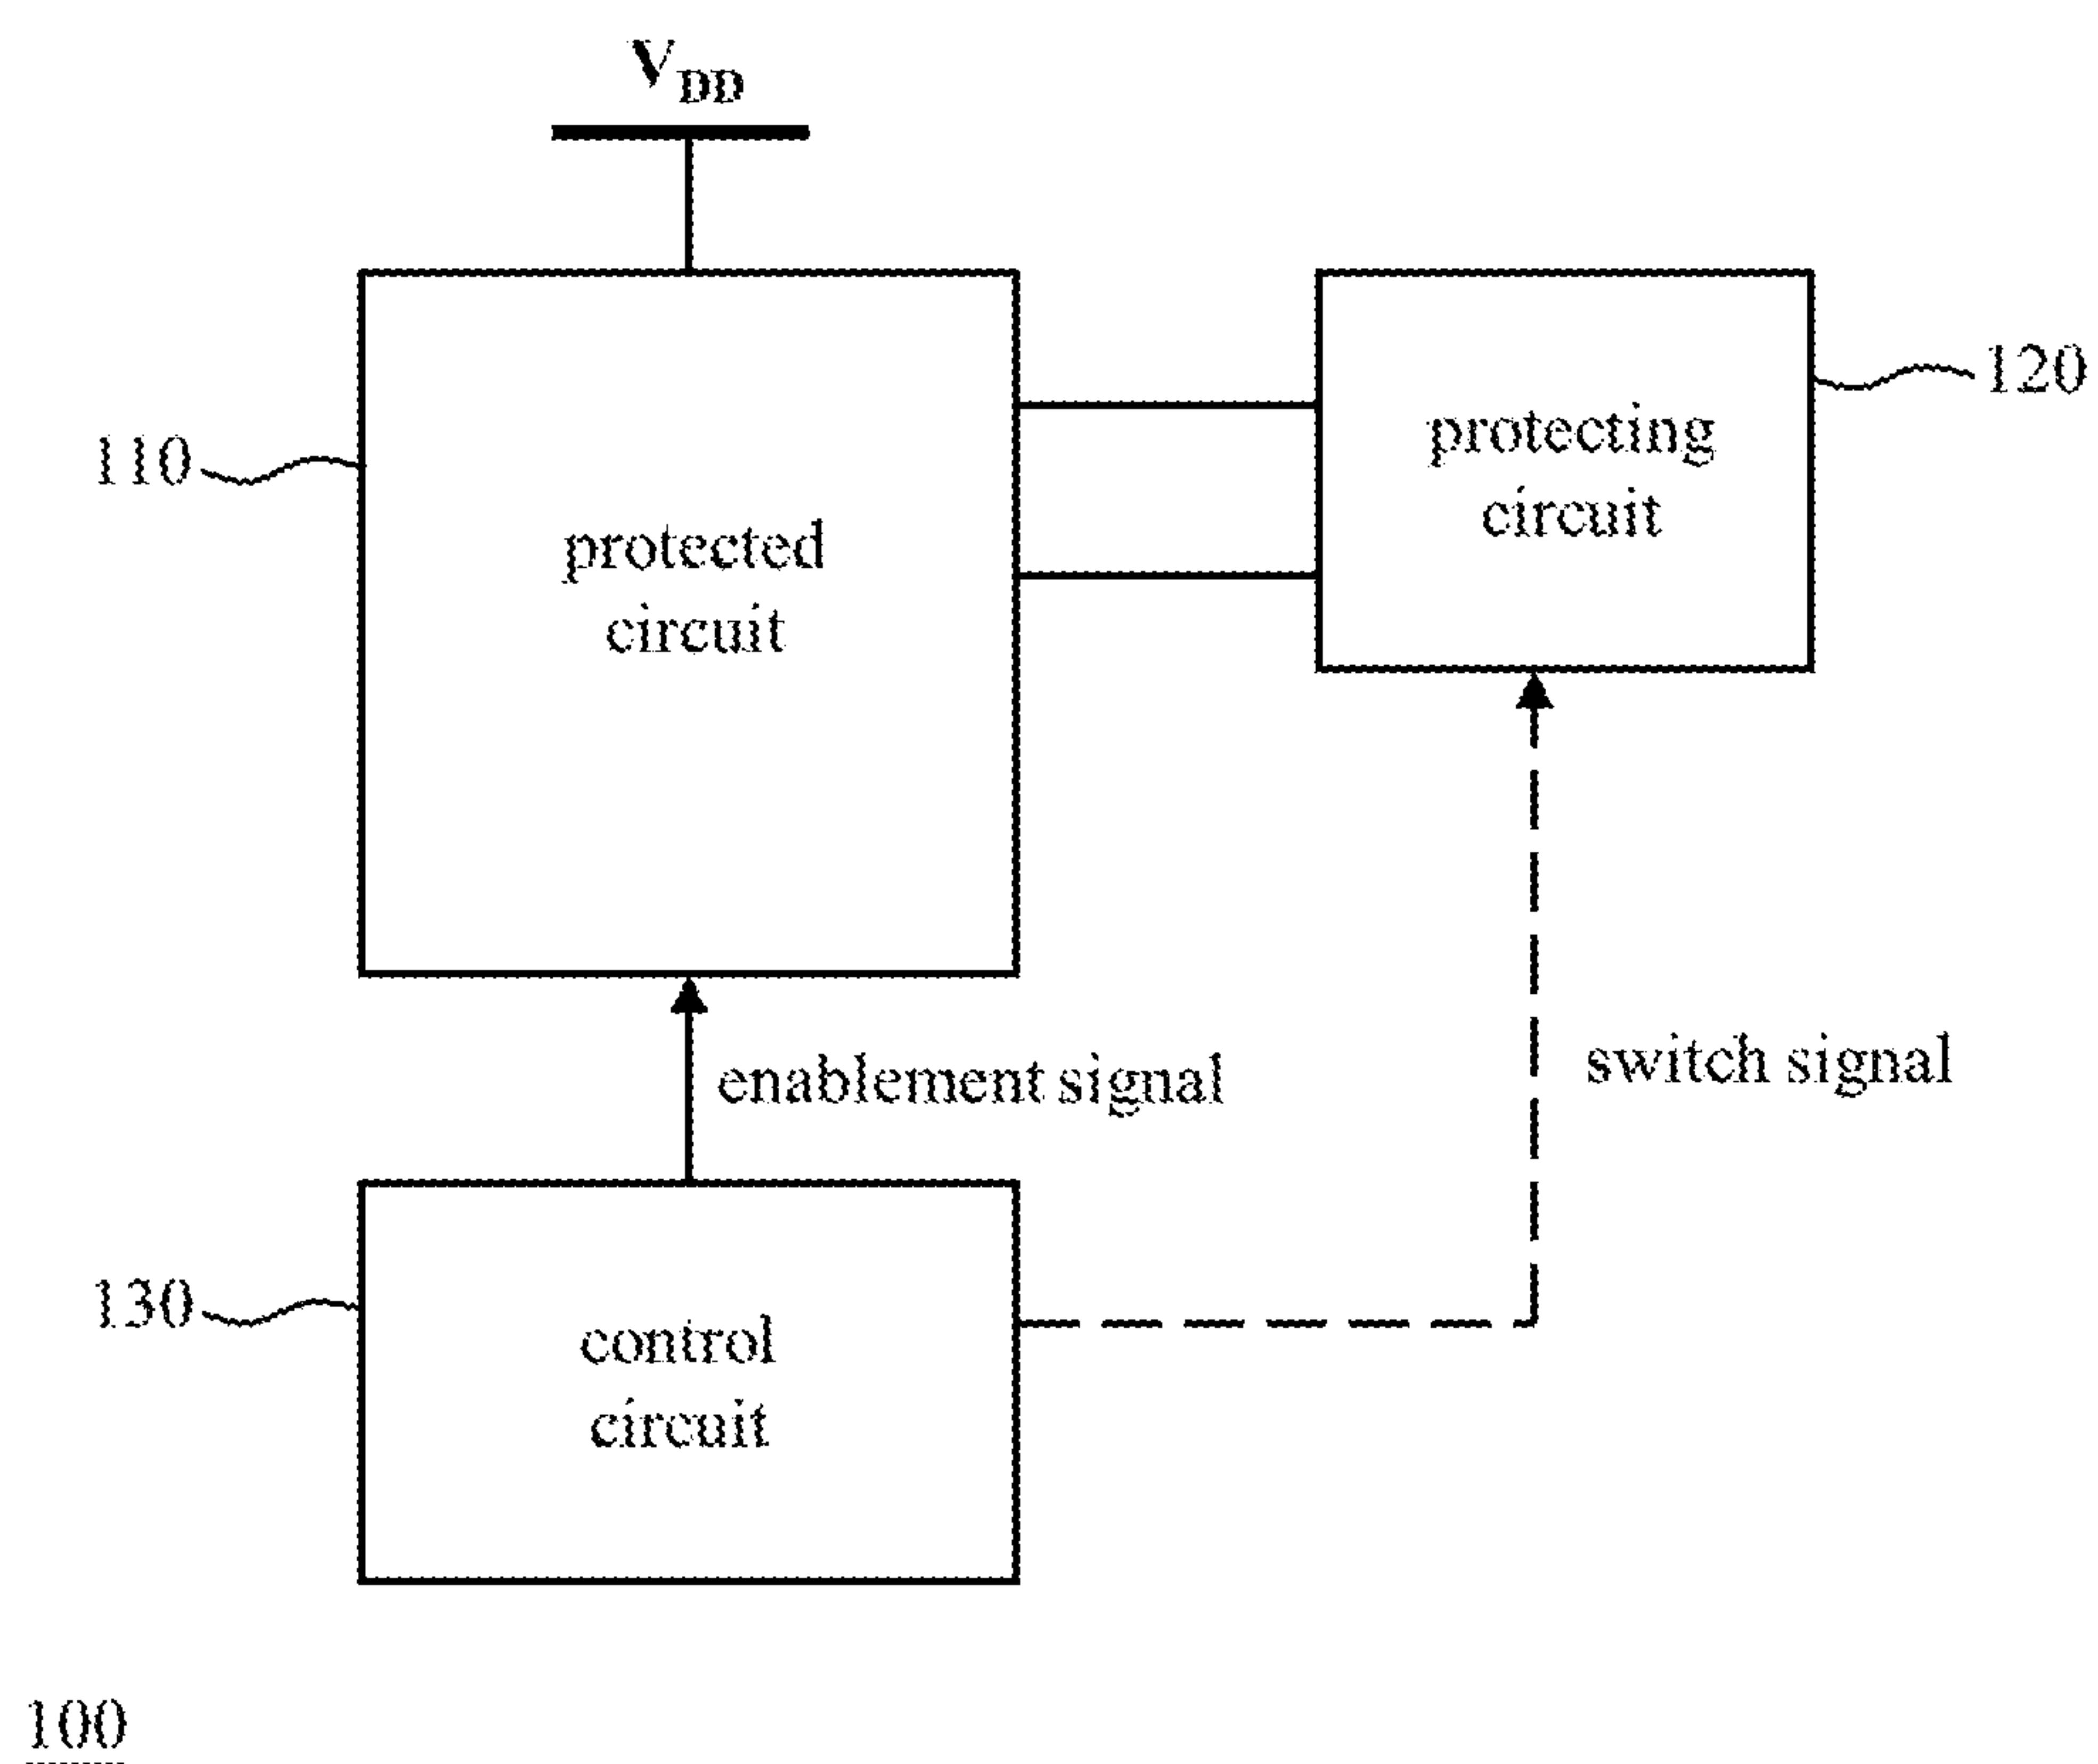 VDD
120
110
protecting
circuit
protected
circuit
enablement signal
switch signal
130
control
circuit
100